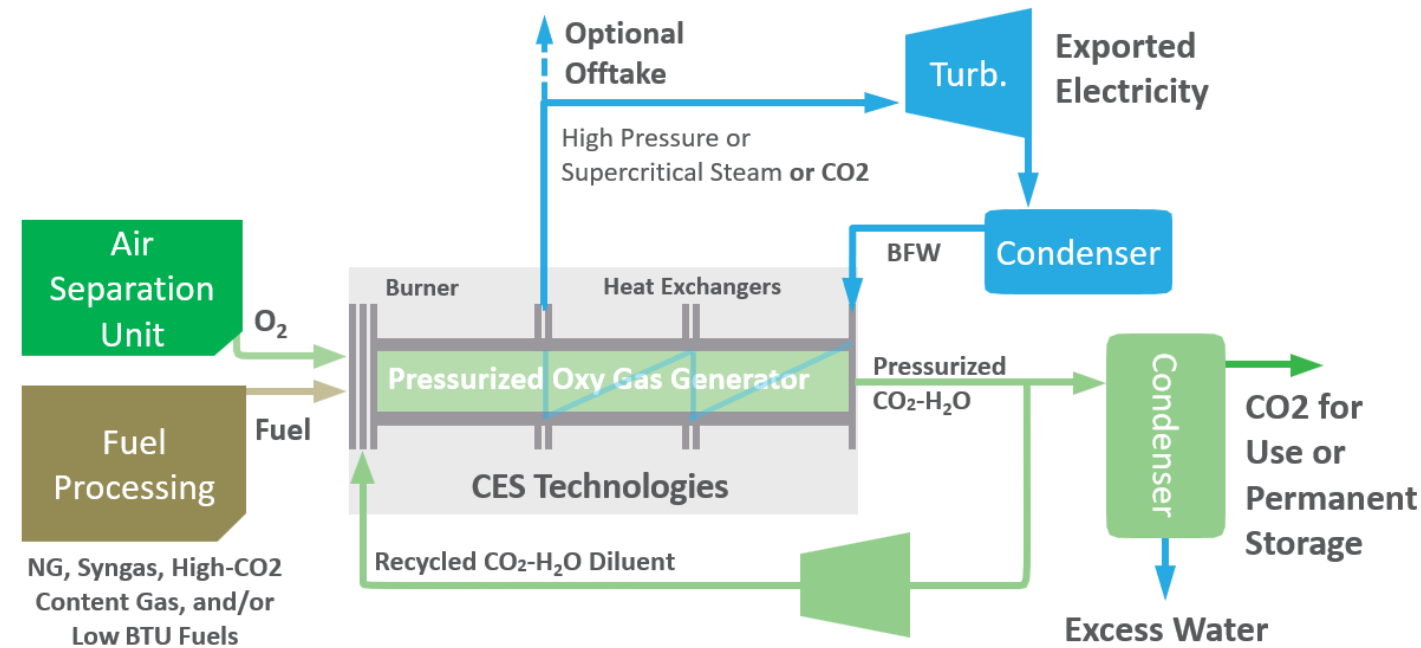 Optional
Offtake
Turb.
Exported
Electricity
High Pressure or
Supercritical Steam or CO2
Air
Separation
Unit
O₂
BFW
Condenser
Burner
Heat Exchangers
Pressurized Oxy Gas Generator
Pressurized
CO₂-H₂O
Condenser
CO2 for
Use or
Permanent
Storage
Fuel
Processing
Fuel
CES Technologies
NG, Syngas, High-CO2
Content Gas, and/or
Low BTU Fuels
Recycled CO₂-H₂O Diluent
Excess Water